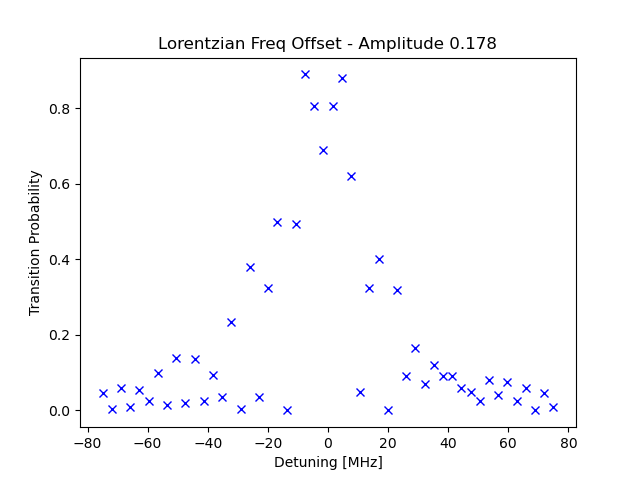 Lorentzian Freq Offset - Amplitude 0.178
Transition Probability
0.8
0.6
0.4
0.2
0.0
−80 −60 −40 −20 0 20 40 60 80
Detuning [MHz]